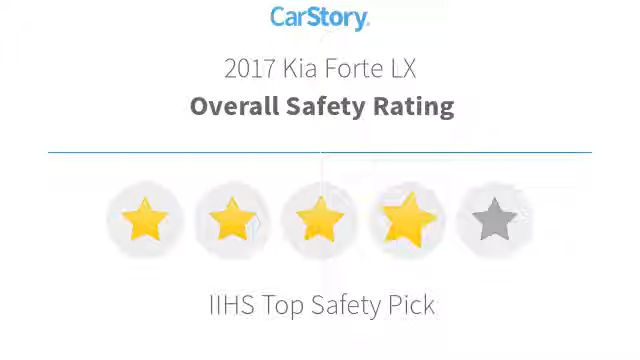 CarStory
2017 Kia Forte LX
Overall Safety Rating
IIHS Top Safety Pick